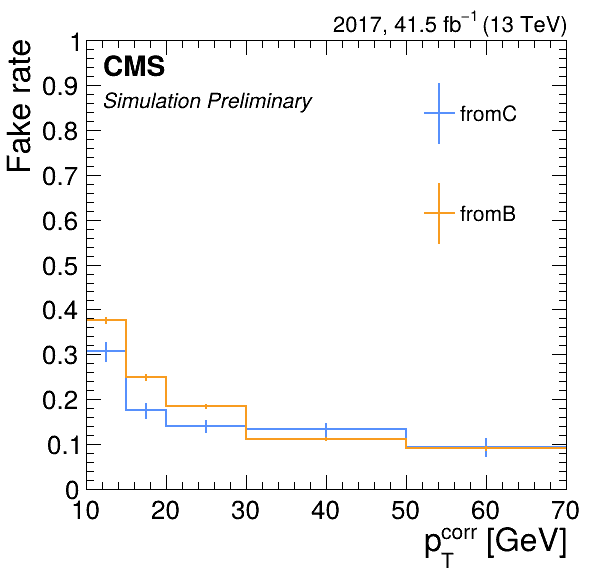 2017, 41.5 fb⁻¹ (13 TeV)
CMS
Simulation Preliminary
fromC
fromB
Fake rate
1
0.9
0.8
0.7
0.6
0.5
0.4
0.3
0.2
0.1
0
10 20 30 40 50 60 70
p_T^corr [GeV]